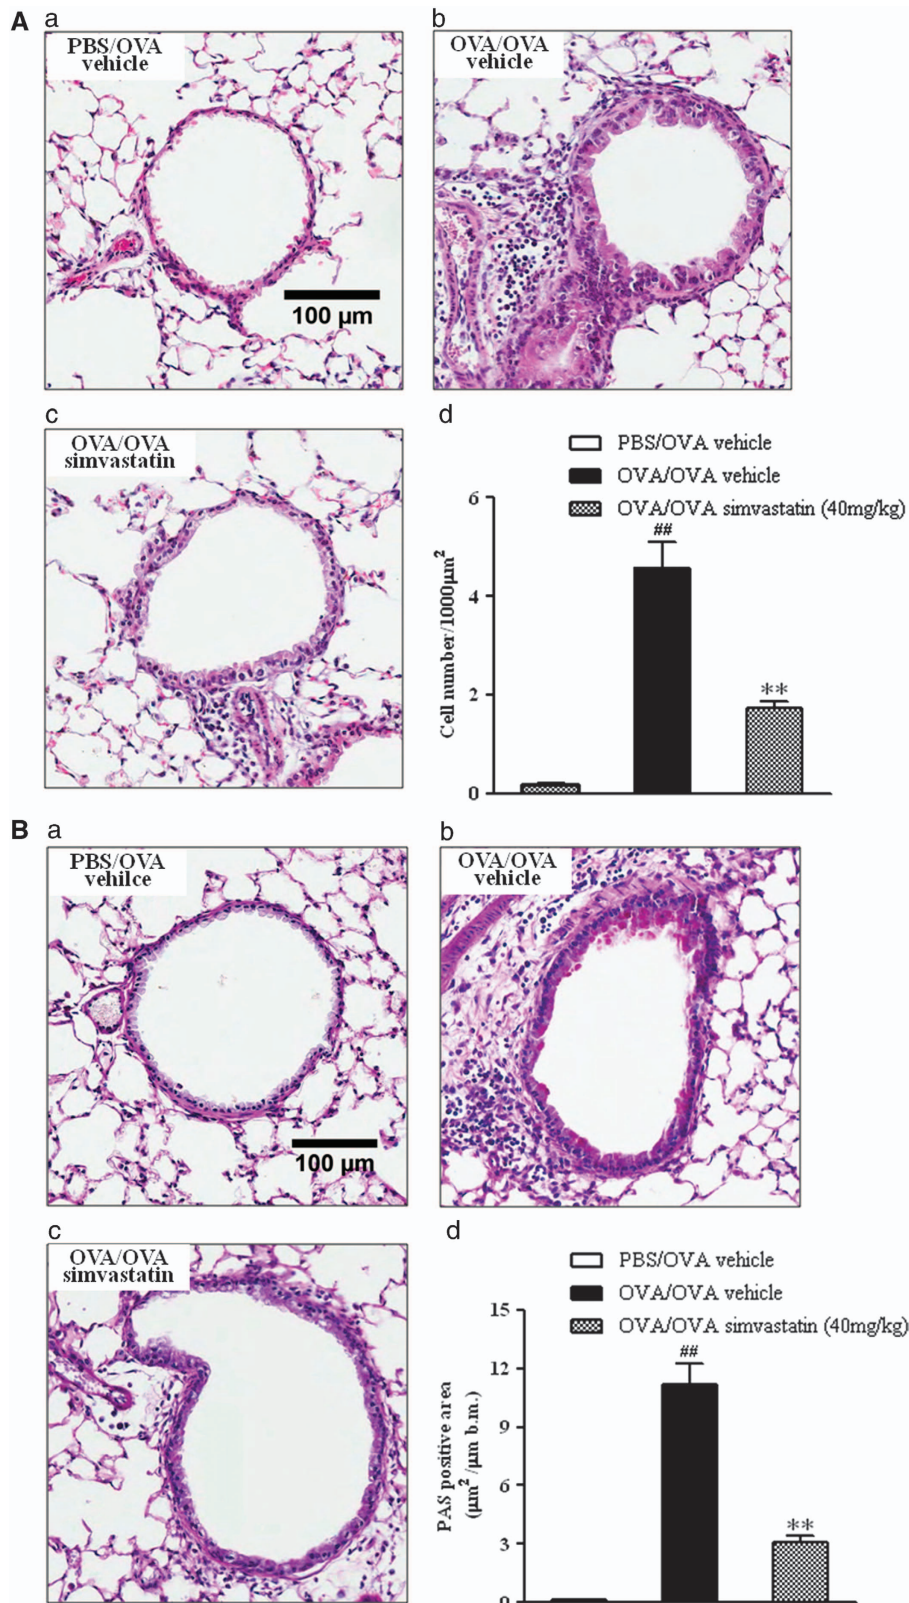 A
a
PBS/OVA
vehicle
100 µm
b
OVA/OVA
vehicle
c
OVA/OVA
simvastatin
d
PBS/OVA vehicle
OVA/OVA vehicle
OVA/OVA simvastatin (40mg/kg)
Cell number/1000µm²
6
4
2
0
##
**
B
a
PBS/OVA
vehilce
100 µm
b
OVA/OVA
vehicle
c
OVA/OVA
simvastatin
d
PBS/OVA vehicle
OVA/OVA vehicle
OVA/OVA simvastatin (40mg/kg)
PAS positive area
(µm² /µm b.m.)
15
12
9
6
3
0
##
**